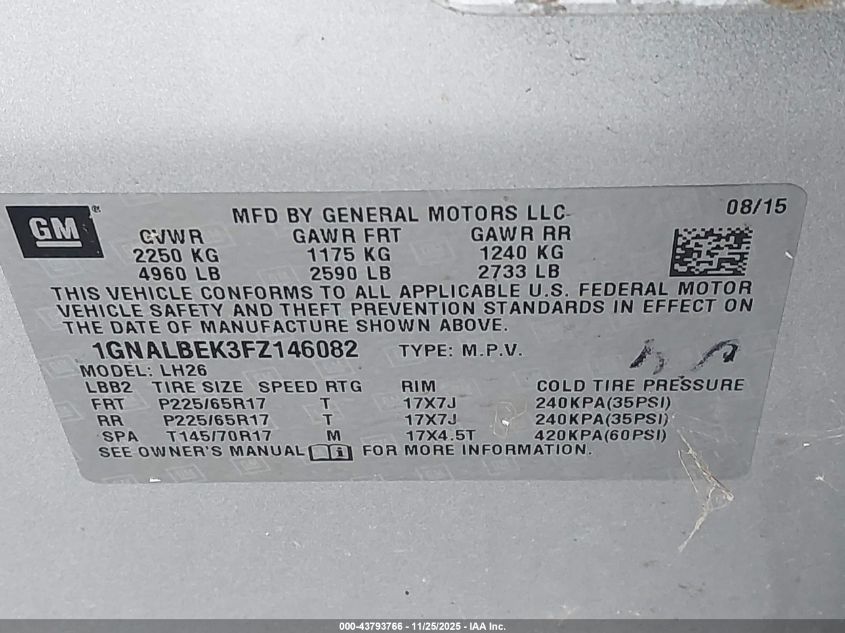 GM®
MFD BY GENERAL MOTORS LLC
08/15
GVWR GAWR FRT GAWR RR
2250 KG 1175 KG 1240 KG
4960 LB 2590 LB 2733 LB
THIS VEHICLE CONFORMS TO ALL APPLICABLE U.S. FEDERAL MOTOR
VEHICLE SAFETY AND THEFT PREVENTION STANDARDS IN EFFECT ON
THE DATE OF MANUFACTURE SHOWN ABOVE.
1GNALBEK3FZ146082 TYPE: M.P.V.
MODEL: LH26
LBB2 TIRE SIZE SPEED RTG RIM COLD TIRE PRESSURE
FRT P225/65R17 T 17X7J 240KPA(35PSI)
RR P225/65R17 T 17X7J 240KPA(35PSI)
SPA T145/70R17 M 17X4.5T 420KPA(60PSI)
SEE OWNER'S MANUAL FOR MORE INFORMATION.
000-43793766 - 11/25/2025 - IAA Inc.